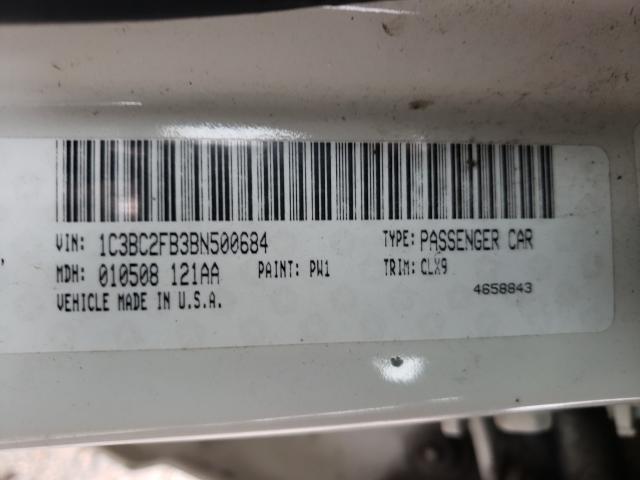 VIN: 1C3BC2FB3BN500684 TYPE: PASSENGER CAR
MDH: 010508 121AA PAINT: PW1 TRIM: CLX9
VEHICLE MADE IN U.S.A. 4658843